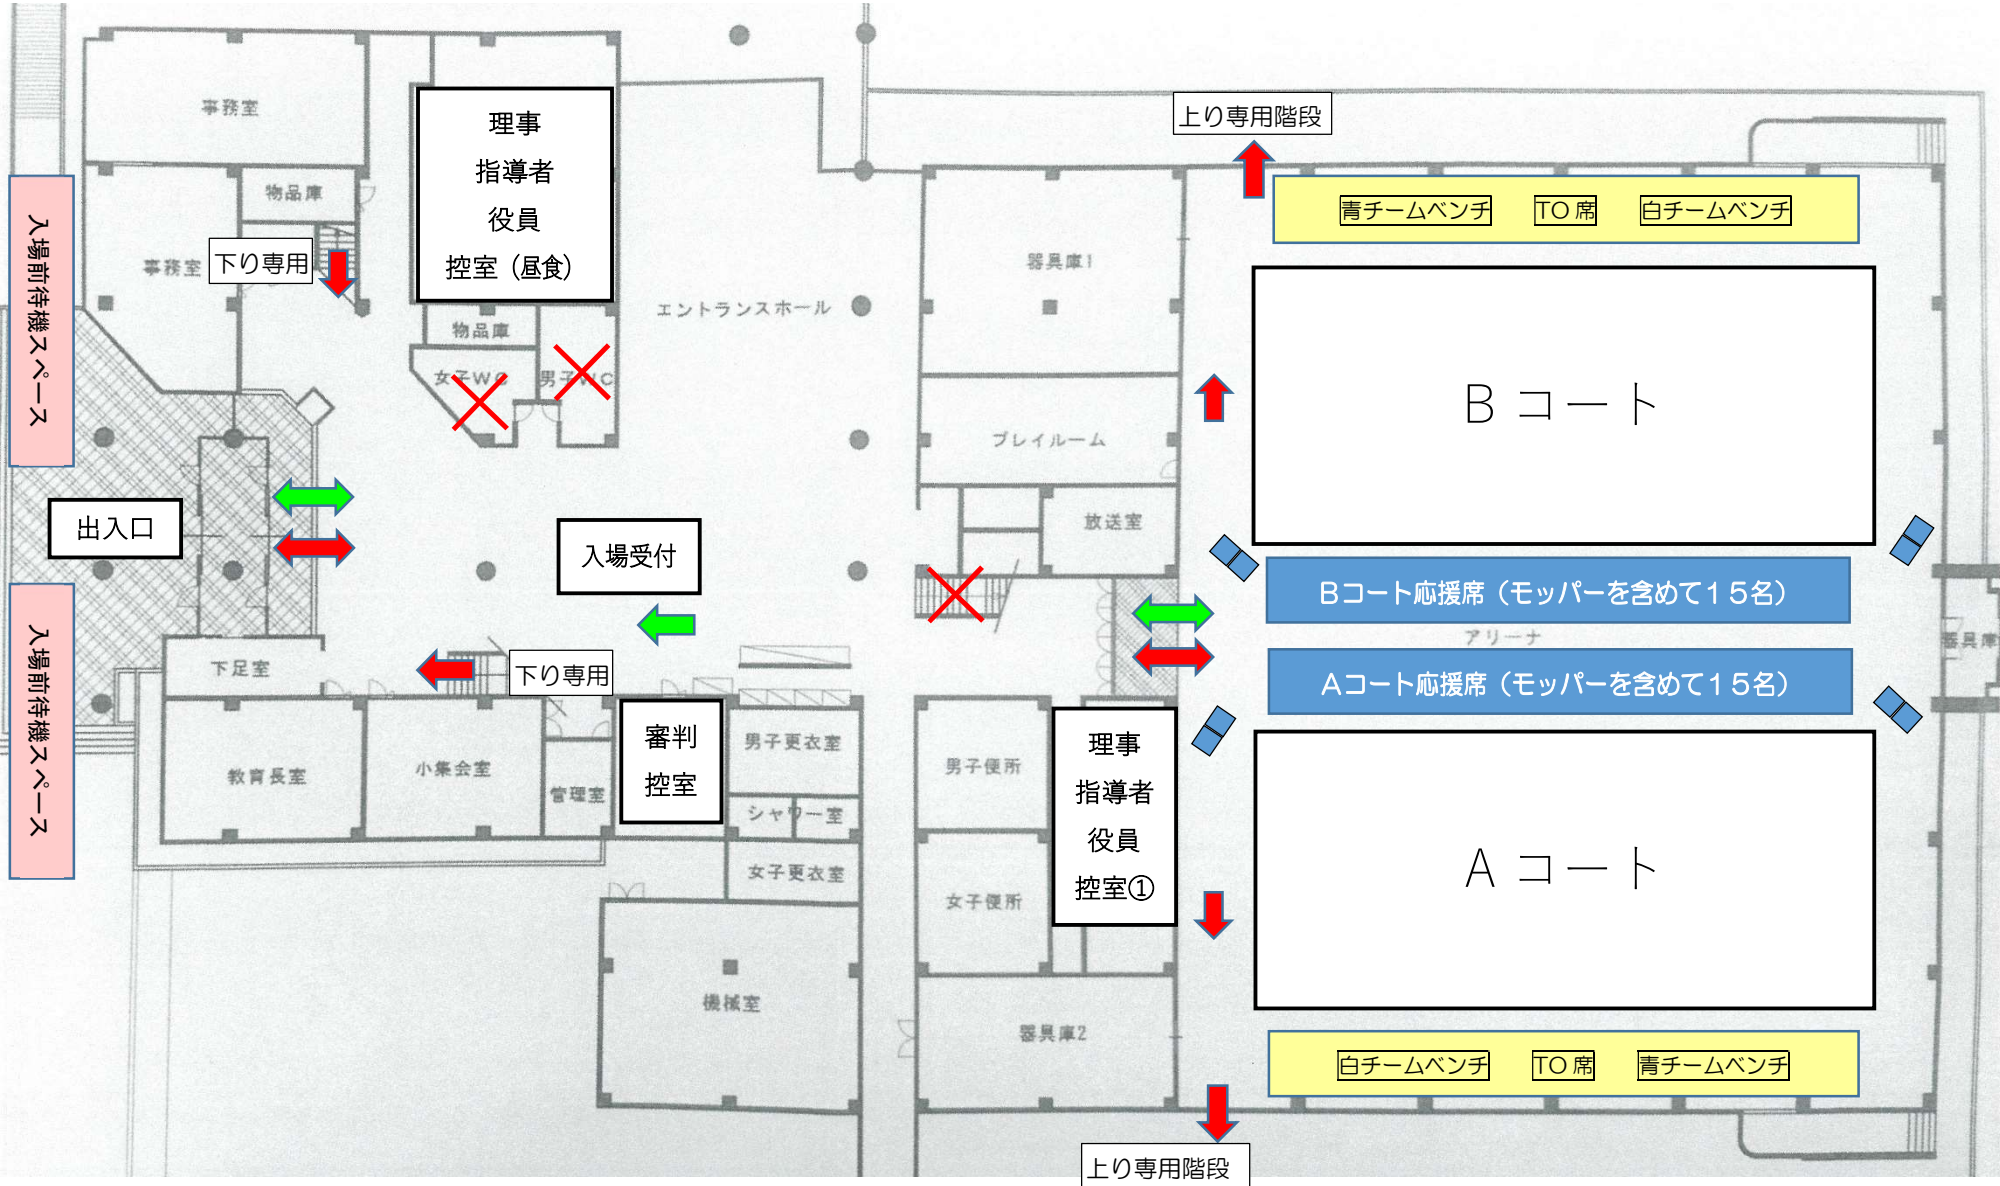 事務室
理事
指導者
役員
控室（昼食）
上り専用階段
青チームベンチ TO 席 白チームベンチ
物品庫
入場前待機スペース
事務室
下り専用
器具庫1
エントランスホール
物品庫
女子WC
男子WC
Bコート
プレイルーム
放送室
出入口
入場受付
Bコート応援席（モッパーを含めて１５名）
アリーナ
器具庫
下足室
下り専用
Aコート応援席（モッパーを含めて１５名）
入場前待機スペース
教育長室
小集会室
管理室
審判
控室
男子更衣室
シャワー室
女子更衣室
男子便所
女子便所
理事
指導者
役員
控室①
Aコート
機械室
器具庫2
白チームベンチ TO 席 青チームベンチ
上り専用階段